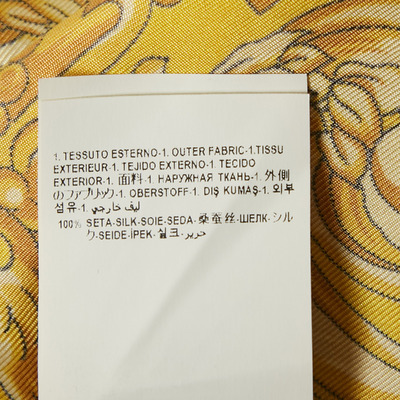 1. TESSUTO ESTERNO-1. OUTER FABRIC-1.TISSU
EXTERIEUR-1. TEJIDO EXTERNO-1. TECIDO
EXTERIOR-1. 面料-1. НАРУЖНАЯ ТКАНЬ-1. 外側
のファブリック-1. OBERSTOFF-1. DIŞ KUMAŞ-1. 외부
섬유-1. ليف خارجي
100% SETA-SILK-SOIE-SEDA-桑蚕丝-ШЕЛК-シル
ク-SEIDE-İPEK-실크-حرير